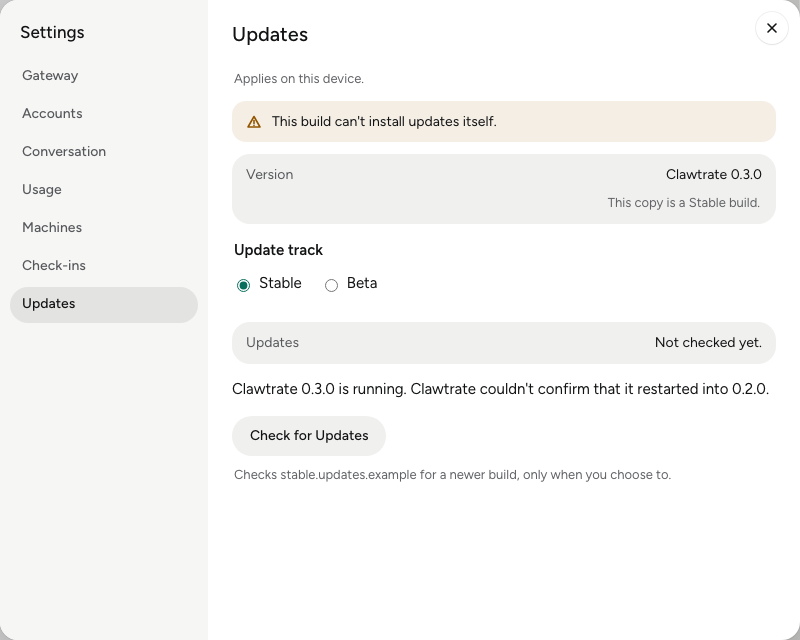 Settings
Gateway
Accounts
Conversation
Usage
Machines
Check-ins
Updates
Updates
Applies on this device.
This build can't install updates itself.
Version
Clawtrate 0.3.0
This copy is a Stable build.
Update track
Stable
Beta
Updates
Not checked yet.
Clawtrate 0.3.0 is running. Clawtrate couldn't confirm that it restarted into 0.2.0.
Check for Updates
Checks stable.updates.example for a newer build, only when you choose to.